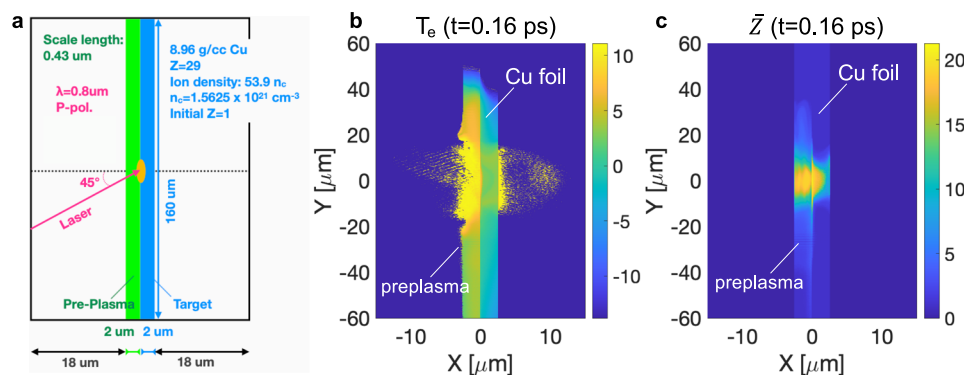 a
Scale length:
0.43 um
λ=0.8um
P-pol.
8.96 g/cc Cu
Z=29
Ion density: 53.9 n_c
n_c=1.5625 x 10²¹ cm⁻³
Initial Z=1
45°
Laser
160 um
Pre-Plasma
Target
2 um
2 um
18 um
18 um
b
T_e (t=0.16 ps)
Cu foil
preplasma
Y [μm]
60
40
20
0
-20
-40
-60
-10
0
10
X [μm]
10
5
0
-5
-10
c
Z̄ (t=0.16 ps)
Cu foil
preplasma
Y [μm]
60
40
20
0
-20
-40
-60
-10
0
10
X [μm]
20
15
10
5
0